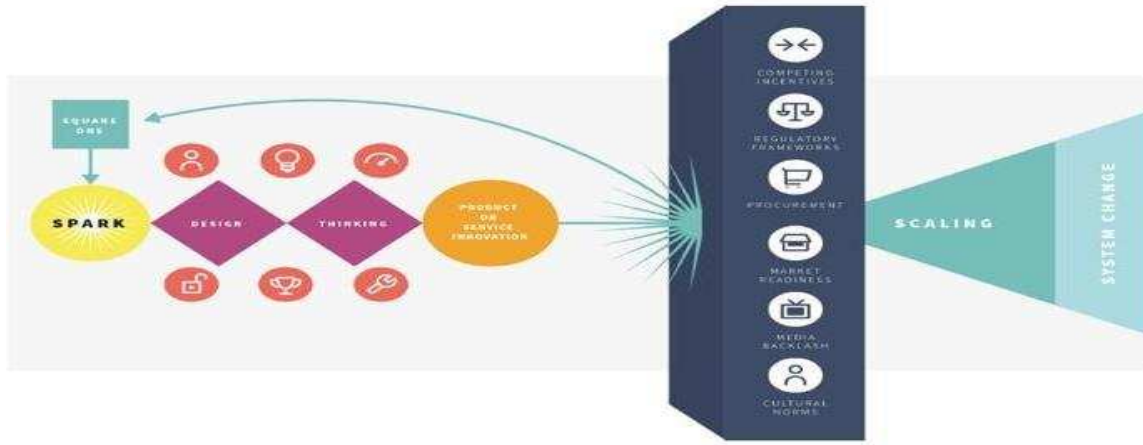 SQUARE
ONE
SPARK
DESIGN
THINKING
PRODUCT
OR
SERVICE
INNOVATION
COMPETING
INCENTIVES
REGULATORY
FRAMEWORKS
PROCUREMENT
MARKET
READINESS
MEDIA
BACKLASH
CULTURAL
NORMS
SCALING
SYSTEM CHANGE